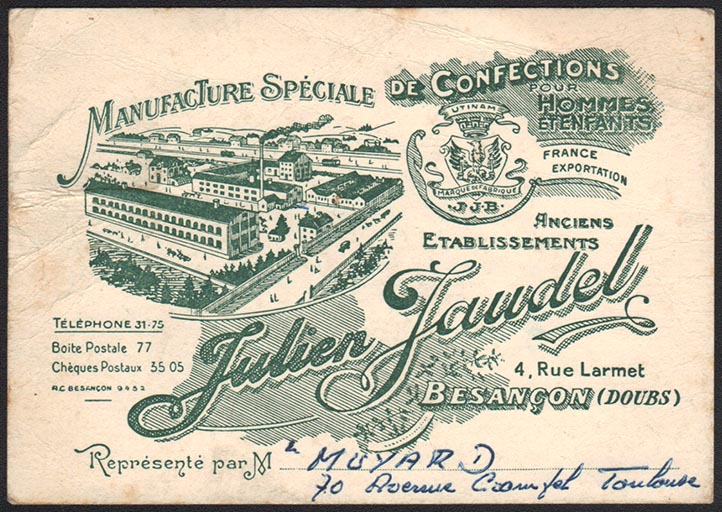 MANUFACTURE SPÉCIALE DE CONFECTIONS
POUR
HOMMES
ET ENFANTS
UTINAM
MARQUE DE FABRIQUE
J.J.B.
FRANCE
EXPORTATION
ANCIENS
ETABLISSEMENTS
Julien Jaudel
TÉLÉPHONE 31-75
Boite Postale 77
Chèques Postaux 35 05
R.C. BESANÇON 9452
4, Rue Larmet
BESANÇON (DOUBS)
Représenté par M MUYARD
70 Avenue Toulouse